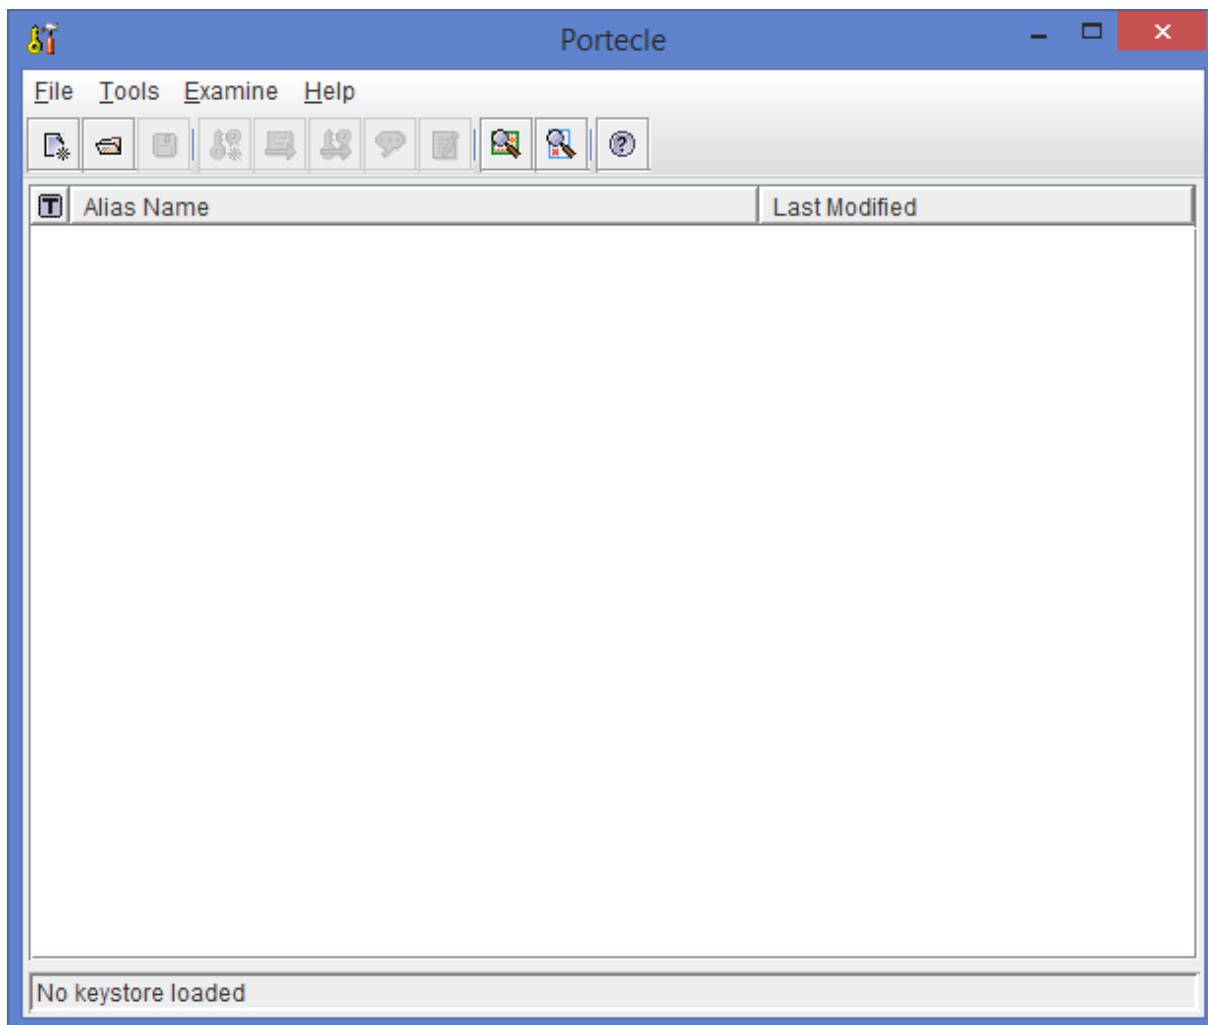 Portecle
File Tools Examine Help
T Alias Name Last Modified
No keystore loaded